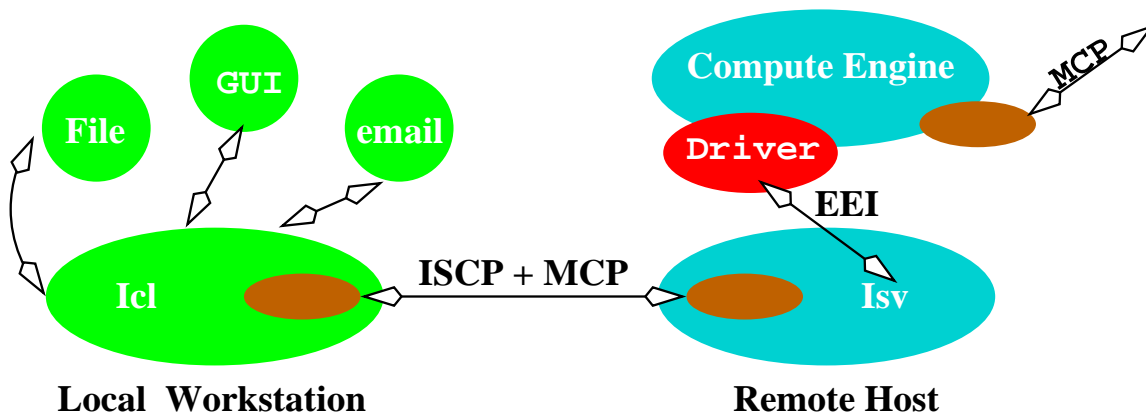 File
GUI
email
Compute Engine
MCP
Driver
EEI
Icl
ISCP + MCP
Isv
Local Workstation
Remote Host